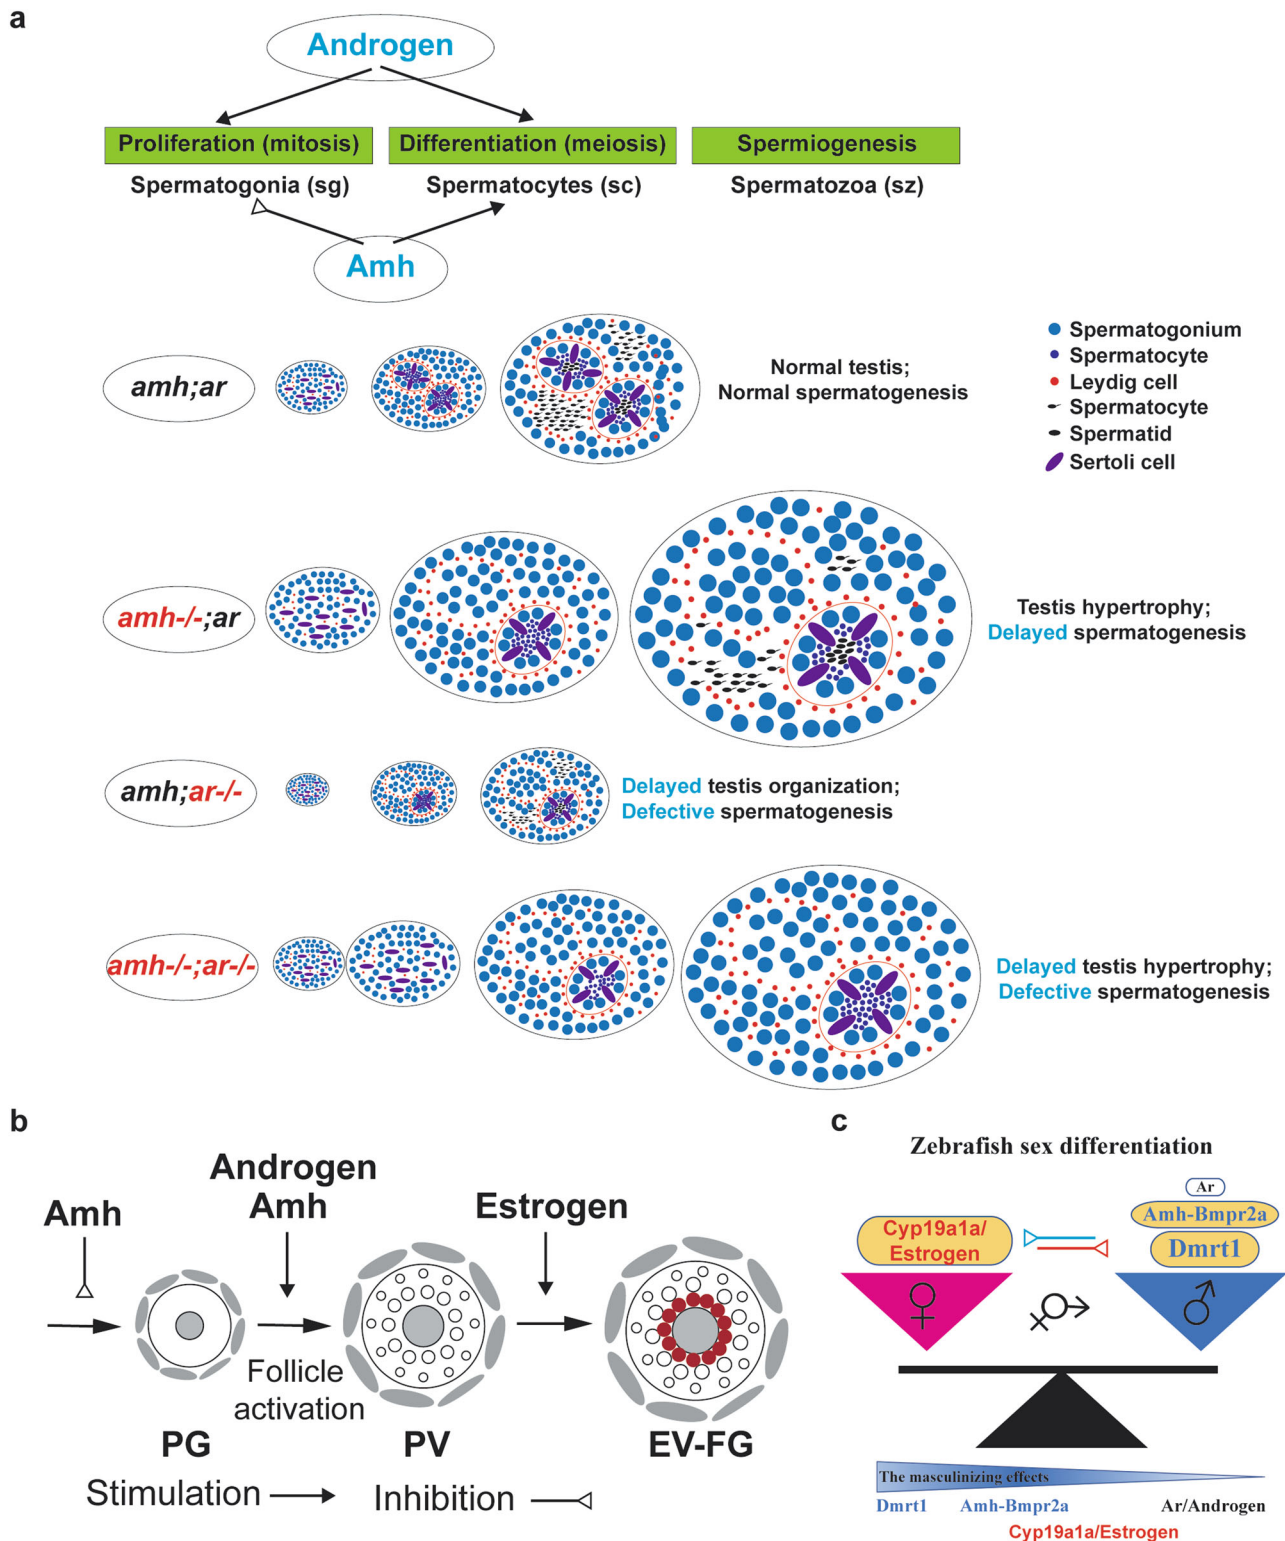 a
Androgen
Proliferation (mitosis)
Differentiation (meiosis)
Spermiogenesis
Spermatogonia (sg)
Spermatocytes (sc)
Spermatozoa (sz)
Amh
amh;ar
Normal testis;
Normal spermatogenesis
Spermatogonium
Spermatocyte
Leydig cell
Spermatocyte
Spermatid
Sertoli cell
amh-/-;ar
Testis hypertrophy;
Delayed spermatogenesis
amh;ar-/-
Delayed testis organization;
Defective spermatogenesis
amh-/-;ar-/-
Delayed testis hypertrophy;
Defective spermatogenesis
b
Amh
Androgen
Amh
Estrogen
Follicle
activation
PG
PV
EV-FG
Stimulation
Inhibition
c
Zebrafish sex differentiation
Cyp19a1a/
Estrogen
Ar
Amh-Bmpr2a
Dmrt1
♀
⚥
♂
The masculinizing effects
Dmrt1
Amh-Bmpr2a
Ar/Androgen
Cyp19a1a/Estrogen